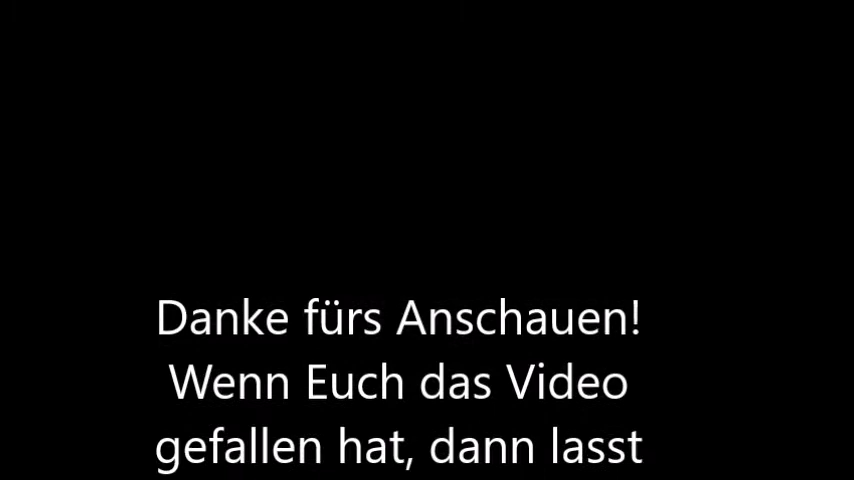 Danke fürs Anschauen!
Wenn Euch das Video
gefallen hat, dann lasst